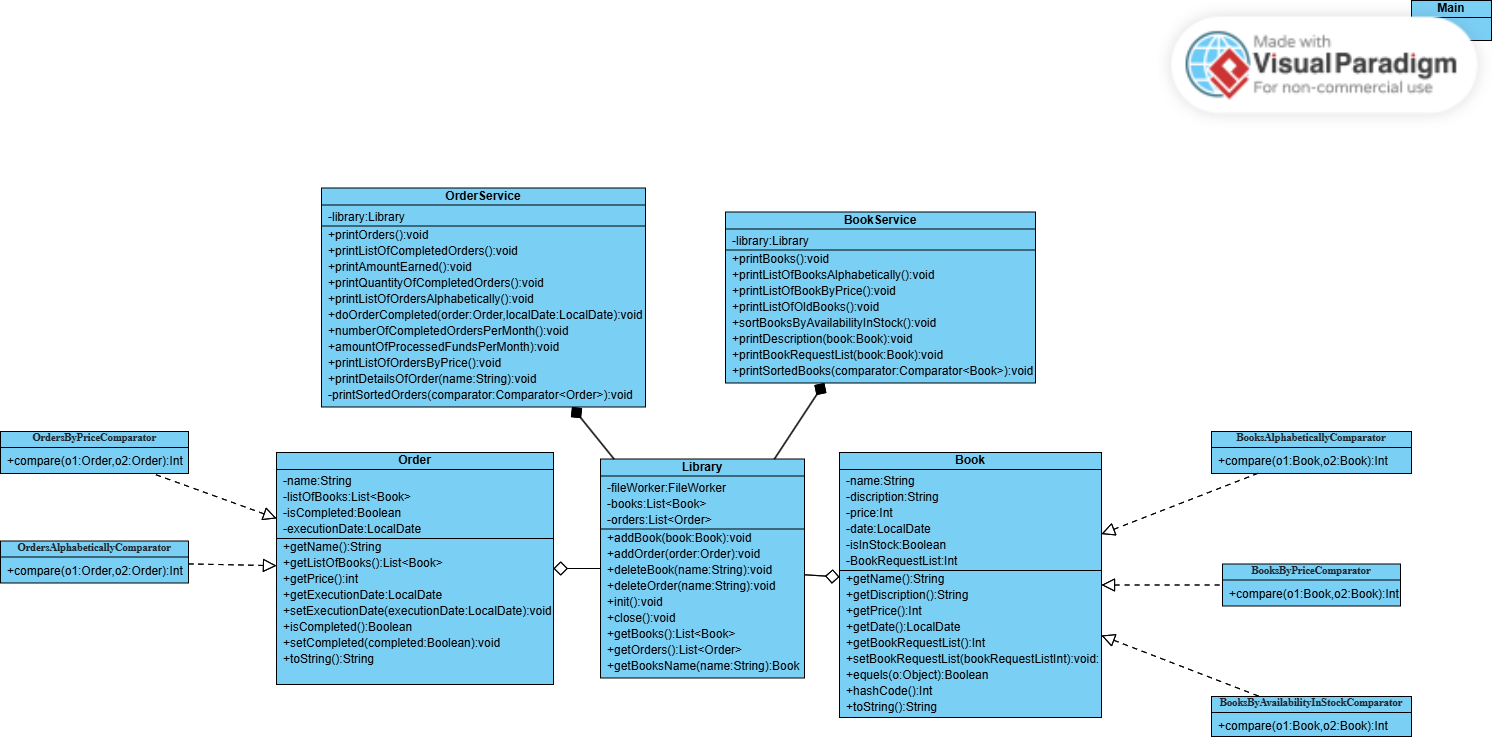 Main
Made with
Visual Paradigm
For non-commercial use
OrderService
-library:Library
+printOrders():void
+printListOfCompletedOrders():void
+printAmountEarned():void
+printQuantityOfCompletedOrders():void
+printListOfOrdersAlphabetically():void
+doOrderCompleted(order:Order,localDate:LocalDate):void
+numberOfCompletedOrdersPerMonth():void
+amountOfProcessedFundsPerMonth):void
+printListOfOrdersByPrice():void
+printDetailsOfOrder(name:String):void
-printSortedOrders(comparator:Comparator<Order>):void
BookService
-library:Library
+printBooks():void
+printListOfBooksAlphabetically():void
+printListOfBookByPrice():void
+printListOfOldBooks():void
+sortBooksByAvailabilityInStock():void
+printDescription(book:Book):void
+printBookRequestList(book:Book):void
+printSortedBooks(comparator:Comparator<Book>):void
OrdersByPriceComparator
+compare(o1:Order,o2:Order):Int
OrdersAlphabeticallyComparator
+compare(o1:Order,o2:Order):Int
Order
-name:String
-listOfBooks:List<Book>
-isCompleted:Boolean
-executionDate:LocalDate
+getName():String
+getListOfBooks():List<Book>
+getPrice():int
+getExecutionDate:LocalDate
+setExecutionDate(executionDate:LocalDate):void
+isCompleted():Boolean
+setCompleted(completed:Boolean):void
+toString():String
Library
-fileWorker:FileWorker
-books:List<Book>
-orders:List<Order>
+addBook(book:Book):void
+addOrder(order:Order):void
+deleteBook(name:String):void
+deleteOrder(name:String):void
+init():void
+close():void
+getBooks():List<Book>
+getOrders():List<Order>
+getBooksName(name:String):Book
Book
-name:String
-discription:String
-price:Int
-date:LocalDate
-isInStock:Boolean
-BookRequestList:Int
+getName():String
+getDiscription():String
+getPrice():Int
+getDate():LocalDate
+getBookRequestList():Int
+setBookRequestList(bookRequestListInt):void:
+equels(o:Object):Boolean
+hashCode():Int
+toString():String
BooksAlphabeticallyComparator
+compare(o1:Book,o2:Book):Int
BooksByPriceComparator
+compare(o1:Book,o2:Book):Int
BooksByAvailabilityInStockComparator
+compare(o1:Book,o2:Book):Int